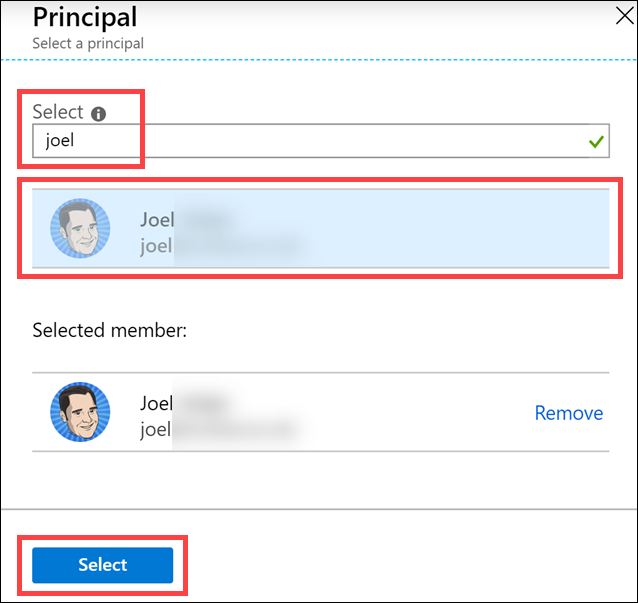 Principal
Select a principal
Select
joel
Joel
joel
Selected member:
Joel
Remove
joel
Select